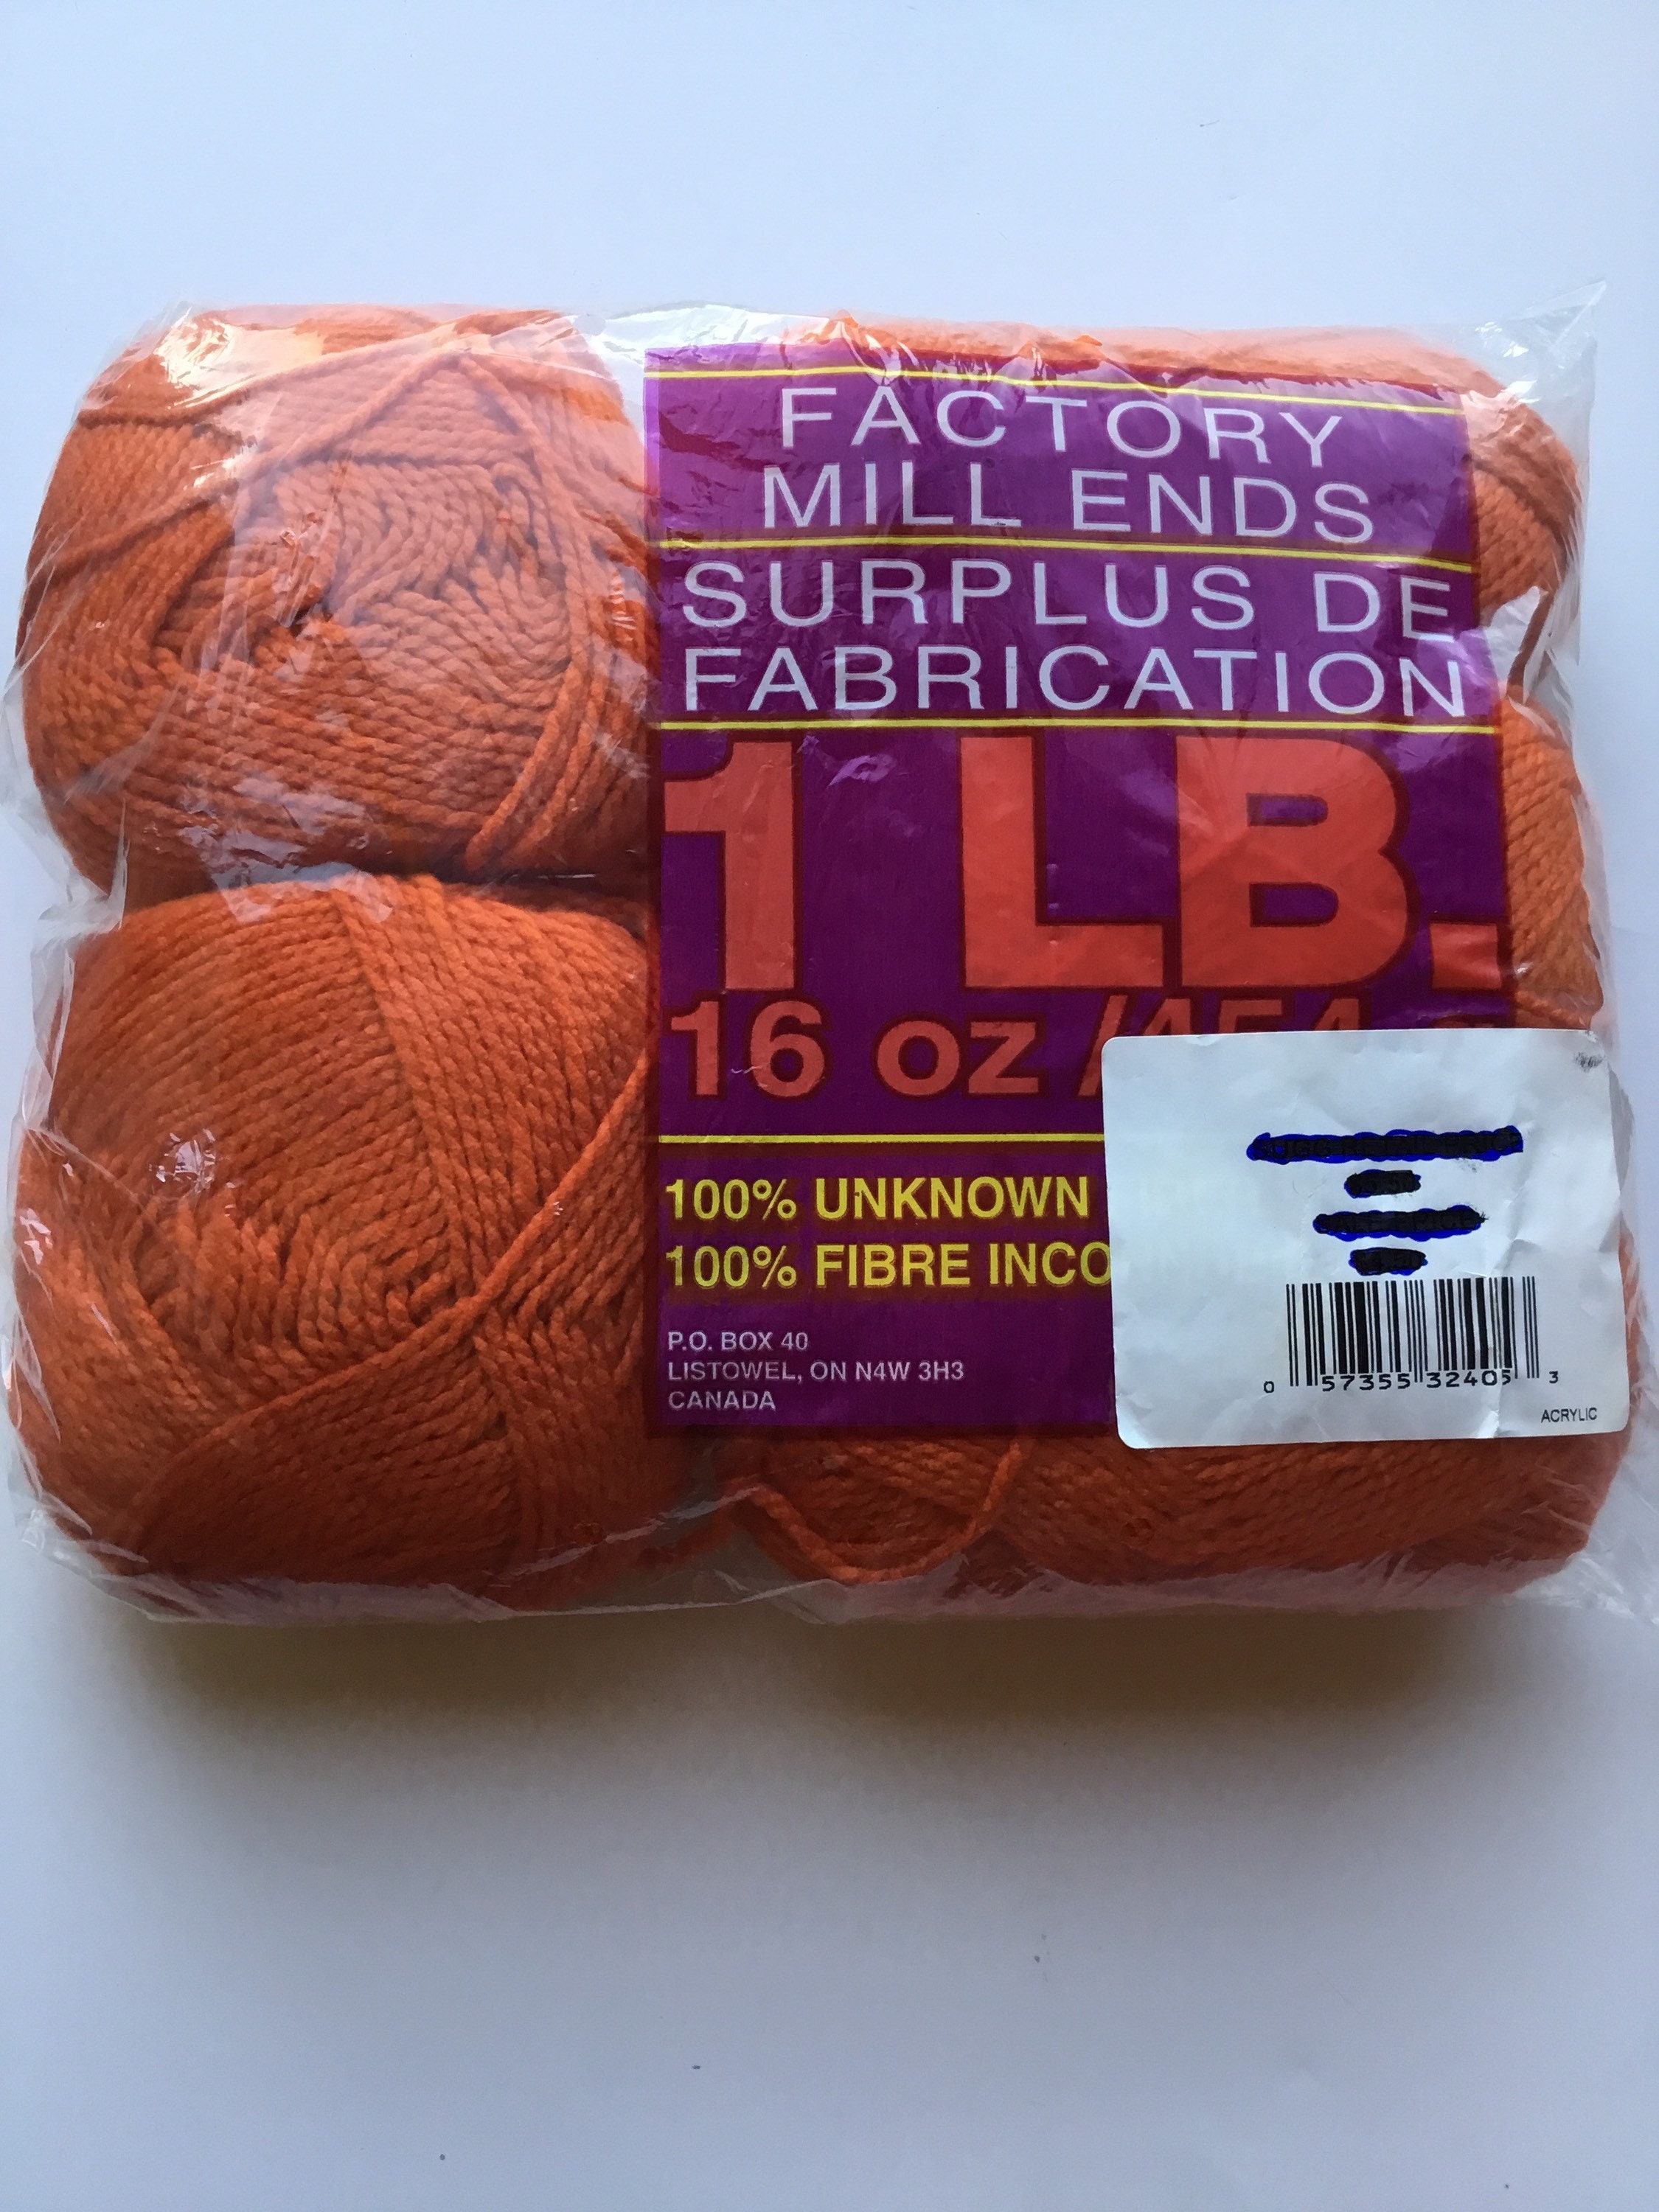 FACTORY
MILL ENDS
SURPLUS DE
FABRICATION
1 LB.
16 oz /454
100% UNKNOWN
100% FIBRE INCO
P.O. BOX 40
LISTOWEL, ON N4W 3H3
CANADA
0 57355 32405 3
ACRYLIC